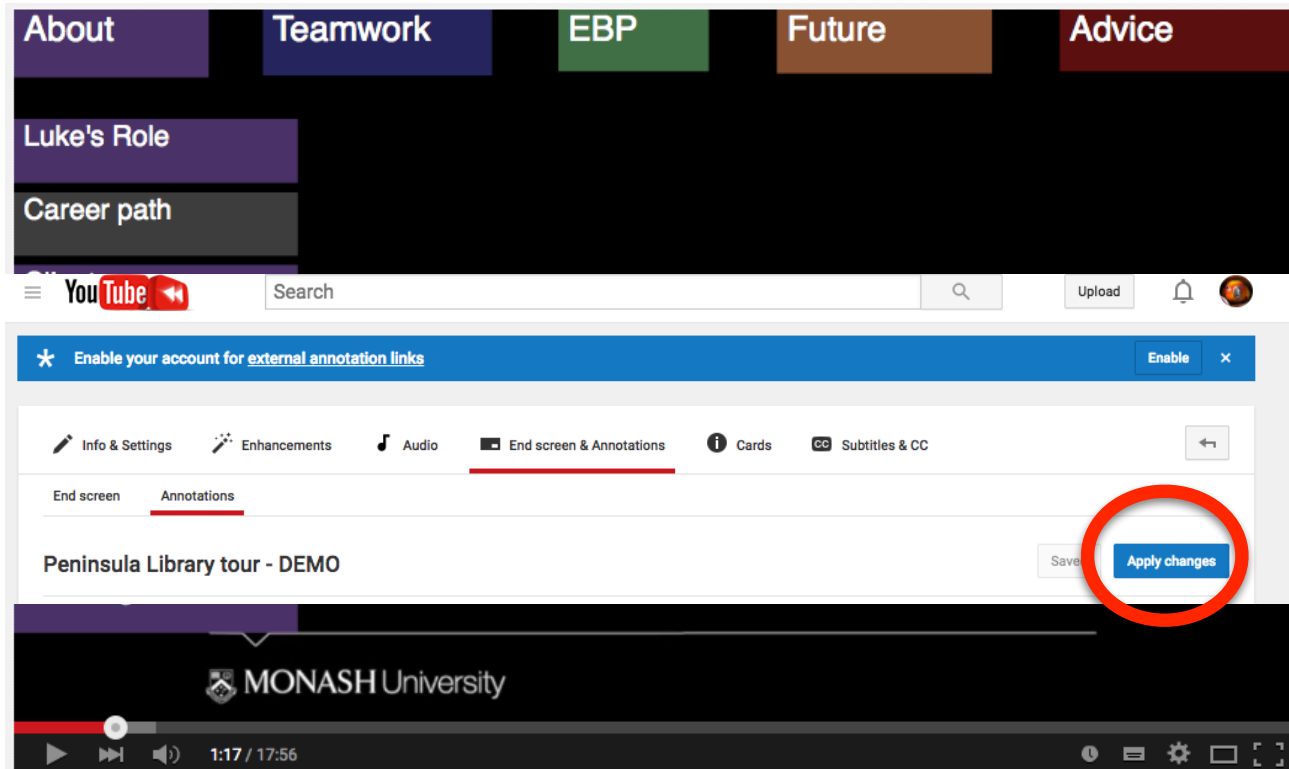 About Teamwork EBP Future Advice
Luke's Role
Career path
YouTube Search Upload
Enable your account for external annotation links Enable ×
Info & Settings Enhancements Audio End screen & Annotations Cards CC Subtitles & CC
End screen Annotations
Peninsula Library tour - DEMO Apply changes
MONASH University
1:17 / 17:56